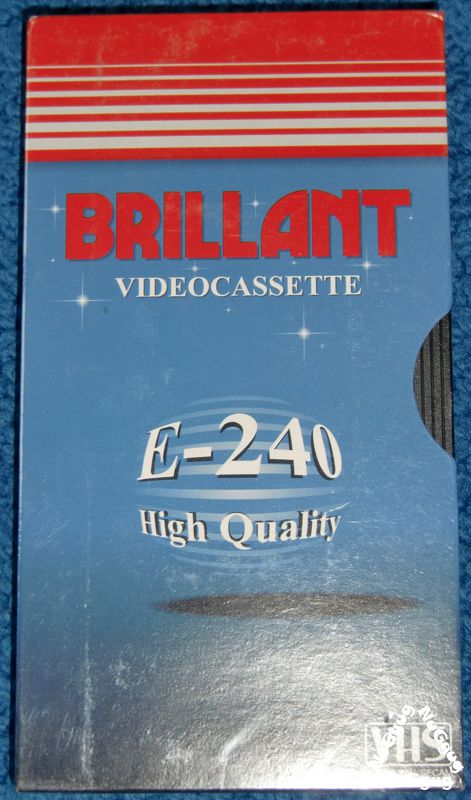 BRILLANT
VIDEOCASSETTE
E-240
High Quality
VHS